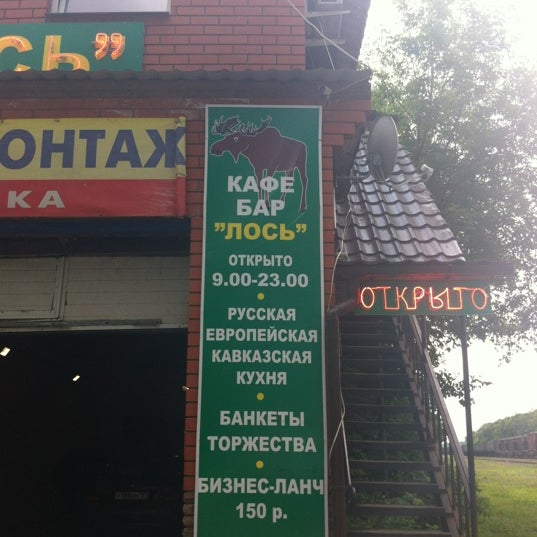 СЬ"
ОНТАЖ
КА
КАФЕ
БАР
"ЛОСЬ"
ОТКРЫТО
9.00-23.00
РУССКАЯ
ЕВРОПЕЙСКАЯ
КАВКАЗСКАЯ
КУХНЯ
БАНКЕТЫ
ТОРЖЕСТВА
БИЗНЕС-ЛАНЧ
150 р.
ОТКРЫТО